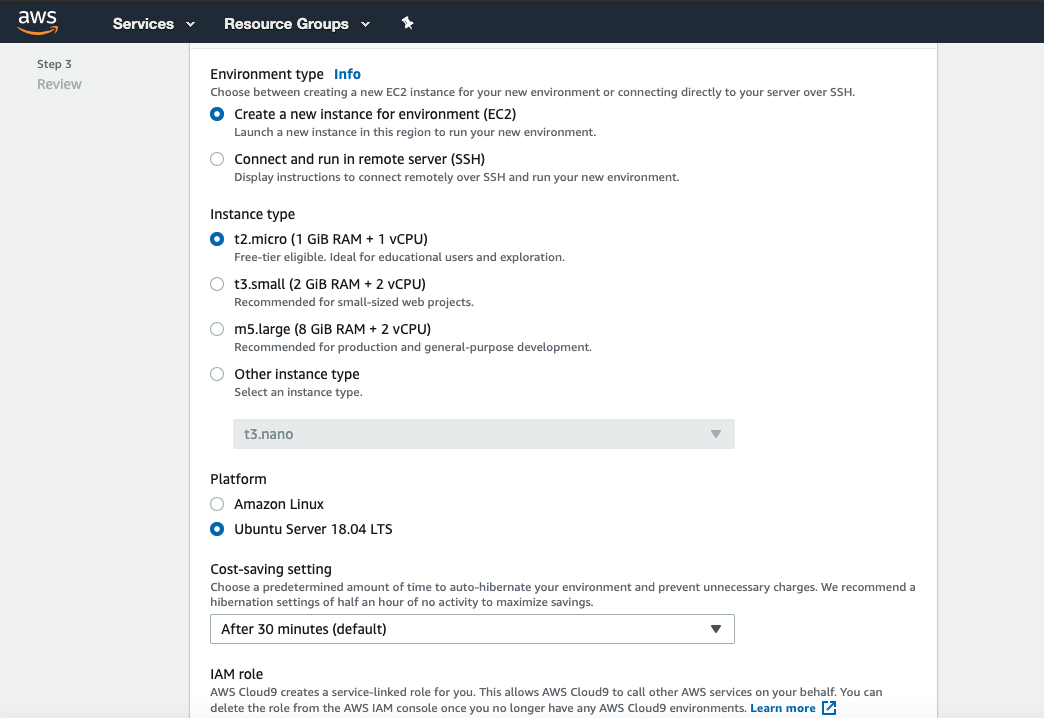 aws
Services
Resource Groups
Step 3
Review
Environment type Info
Choose between creating a new EC2 instance for your new environment or connecting directly to your server over SSH.
Create a new instance for environment (EC2)
Launch a new instance in this region to run your new environment.
Connect and run in remote server (SSH)
Display instructions to connect remotely over SSH and run your new environment.
Instance type
t2.micro (1 GiB RAM + 1 vCPU)
Free-tier eligible. Ideal for educational users and exploration.
t3.small (2 GiB RAM + 2 vCPU)
Recommended for small-sized web projects.
m5.large (8 GiB RAM + 2 vCPU)
Recommended for production and general-purpose development.
Other instance type
Select an instance type.
t3.nano
Platform
Amazon Linux
Ubuntu Server 18.04 LTS
Cost-saving setting
Choose a predetermined amount of time to auto-hibernate your environment and prevent unnecessary charges. We recommend a
hibernation settings of half an hour of no activity to maximize savings.
After 30 minutes (default)
IAM role
AWS Cloud9 creates a service-linked role for you. This allows AWS Cloud9 to call other AWS services on your behalf. You can
delete the role from the AWS IAM console once you no longer have any AWS Cloud9 environments. Learn more